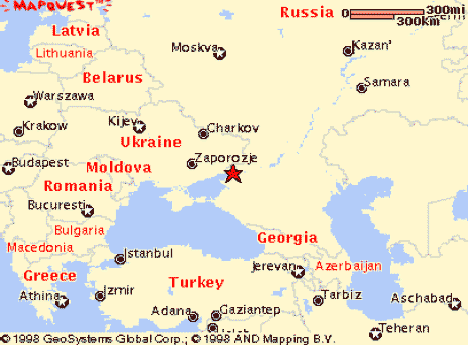 MAPQUEST
Russia
0 300mi
300km
Latvia
Moskva
Kazan'
Lithuania
Belarus
Samara
Warszawa
Kijev
Charkov
Krakow
Ukraine
Budapest
Moldova
Zaporozje
Romania
Bucuresti
Bulgaria
Georgia
Macedonia
Istanbul
Jerevan
Azerbaijan
Greece
Turkey
Athina
Izmir
Adana
Gaziantep
Tarbiz
Aschabad
Teheran
© 1998 GeoSystems Global Corp.; © 1998 AND Mapping B.V.